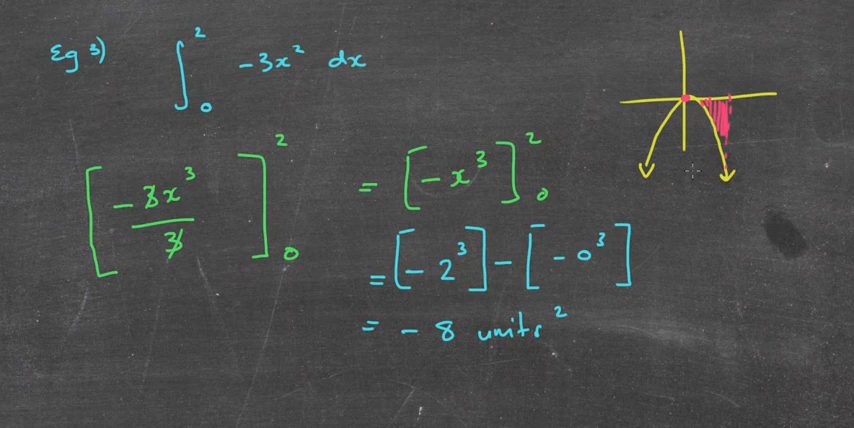 Eg 3) ∫₀² -3x² dx
[-3x³/3]₀² = [-x³]₀²
= [-2³] - [-0³]
= -8 units²